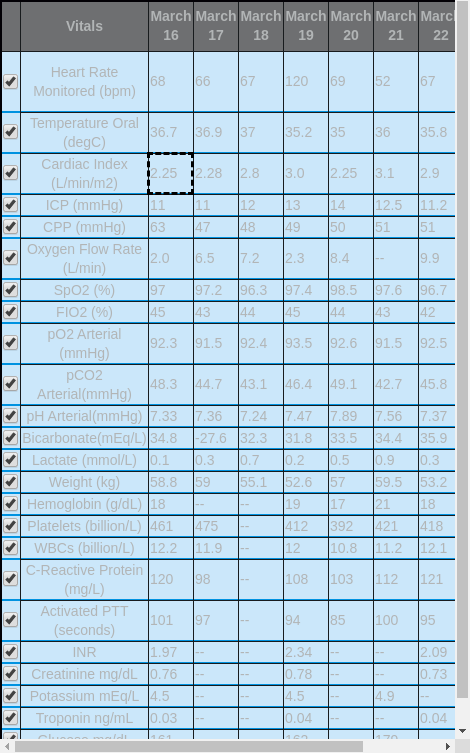 Vitals March 16 March 17 March 18 March 19 March 20 March 21 March 22
Heart Rate Monitored (bpm) 68 66 67 120 69 52 67
Temperature Oral (degC) 36.7 36.9 37 35.2 35 36 35.8
Cardiac Index (L/min/m2) 2.25 2.28 2.8 3.0 2.25 3.1 2.9
ICP (mmHg) 11 11 12 13 14 12.5 11.2
CPP (mmHg) 63 47 48 49 50 51 51
Oxygen Flow Rate (L/min) 2.0 6.5 7.2 2.3 8.4 -- 9.9
SpO2 (%) 97 97.2 96.3 97.4 98.5 97.6 96.7
FIO2 (%) 45 43 44 45 44 43 42
pO2 Arterial (mmHg) 92.3 91.5 92.4 93.5 92.6 91.5 92.5
pCO2 Arterial(mmHg) 48.3 44.7 43.1 46.4 49.1 42.7 45.8
pH Arterial(mmHg) 7.33 7.36 7.24 7.47 7.89 7.56 7.37
Bicarbonate(mEq/L) 34.8 -27.6 32.3 31.8 33.5 34.4 35.9
Lactate (mmol/L) 0.1 0.3 0.7 0.2 0.5 0.9 0.3
Weight (kg) 58.8 59 55.1 52.6 57 59.5 53.2
Hemoglobin (g/dL) 18 -- -- 19 17 21 18
Platelets (billion/L) 461 475 -- 412 392 421 418
WBCs (billion/L) 12.2 11.9 -- 12 10.8 11.2 12.1
C-Reactive Protein (mg/L) 120 98 -- 108 103 112 121
Activated PTT (seconds) 101 97 -- 94 85 100 95
INR 1.97 -- -- 2.34 -- -- 2.09
Creatinine mg/dL 0.76 -- -- 0.78 -- -- 0.73
Potassium mEq/L 4.5 -- -- 4.5 -- 4.9 --
Troponin ng/mL 0.03 -- -- 0.04 -- -- 0.04
Glucose mg/dL 161 -- -- 162 -- 170 --